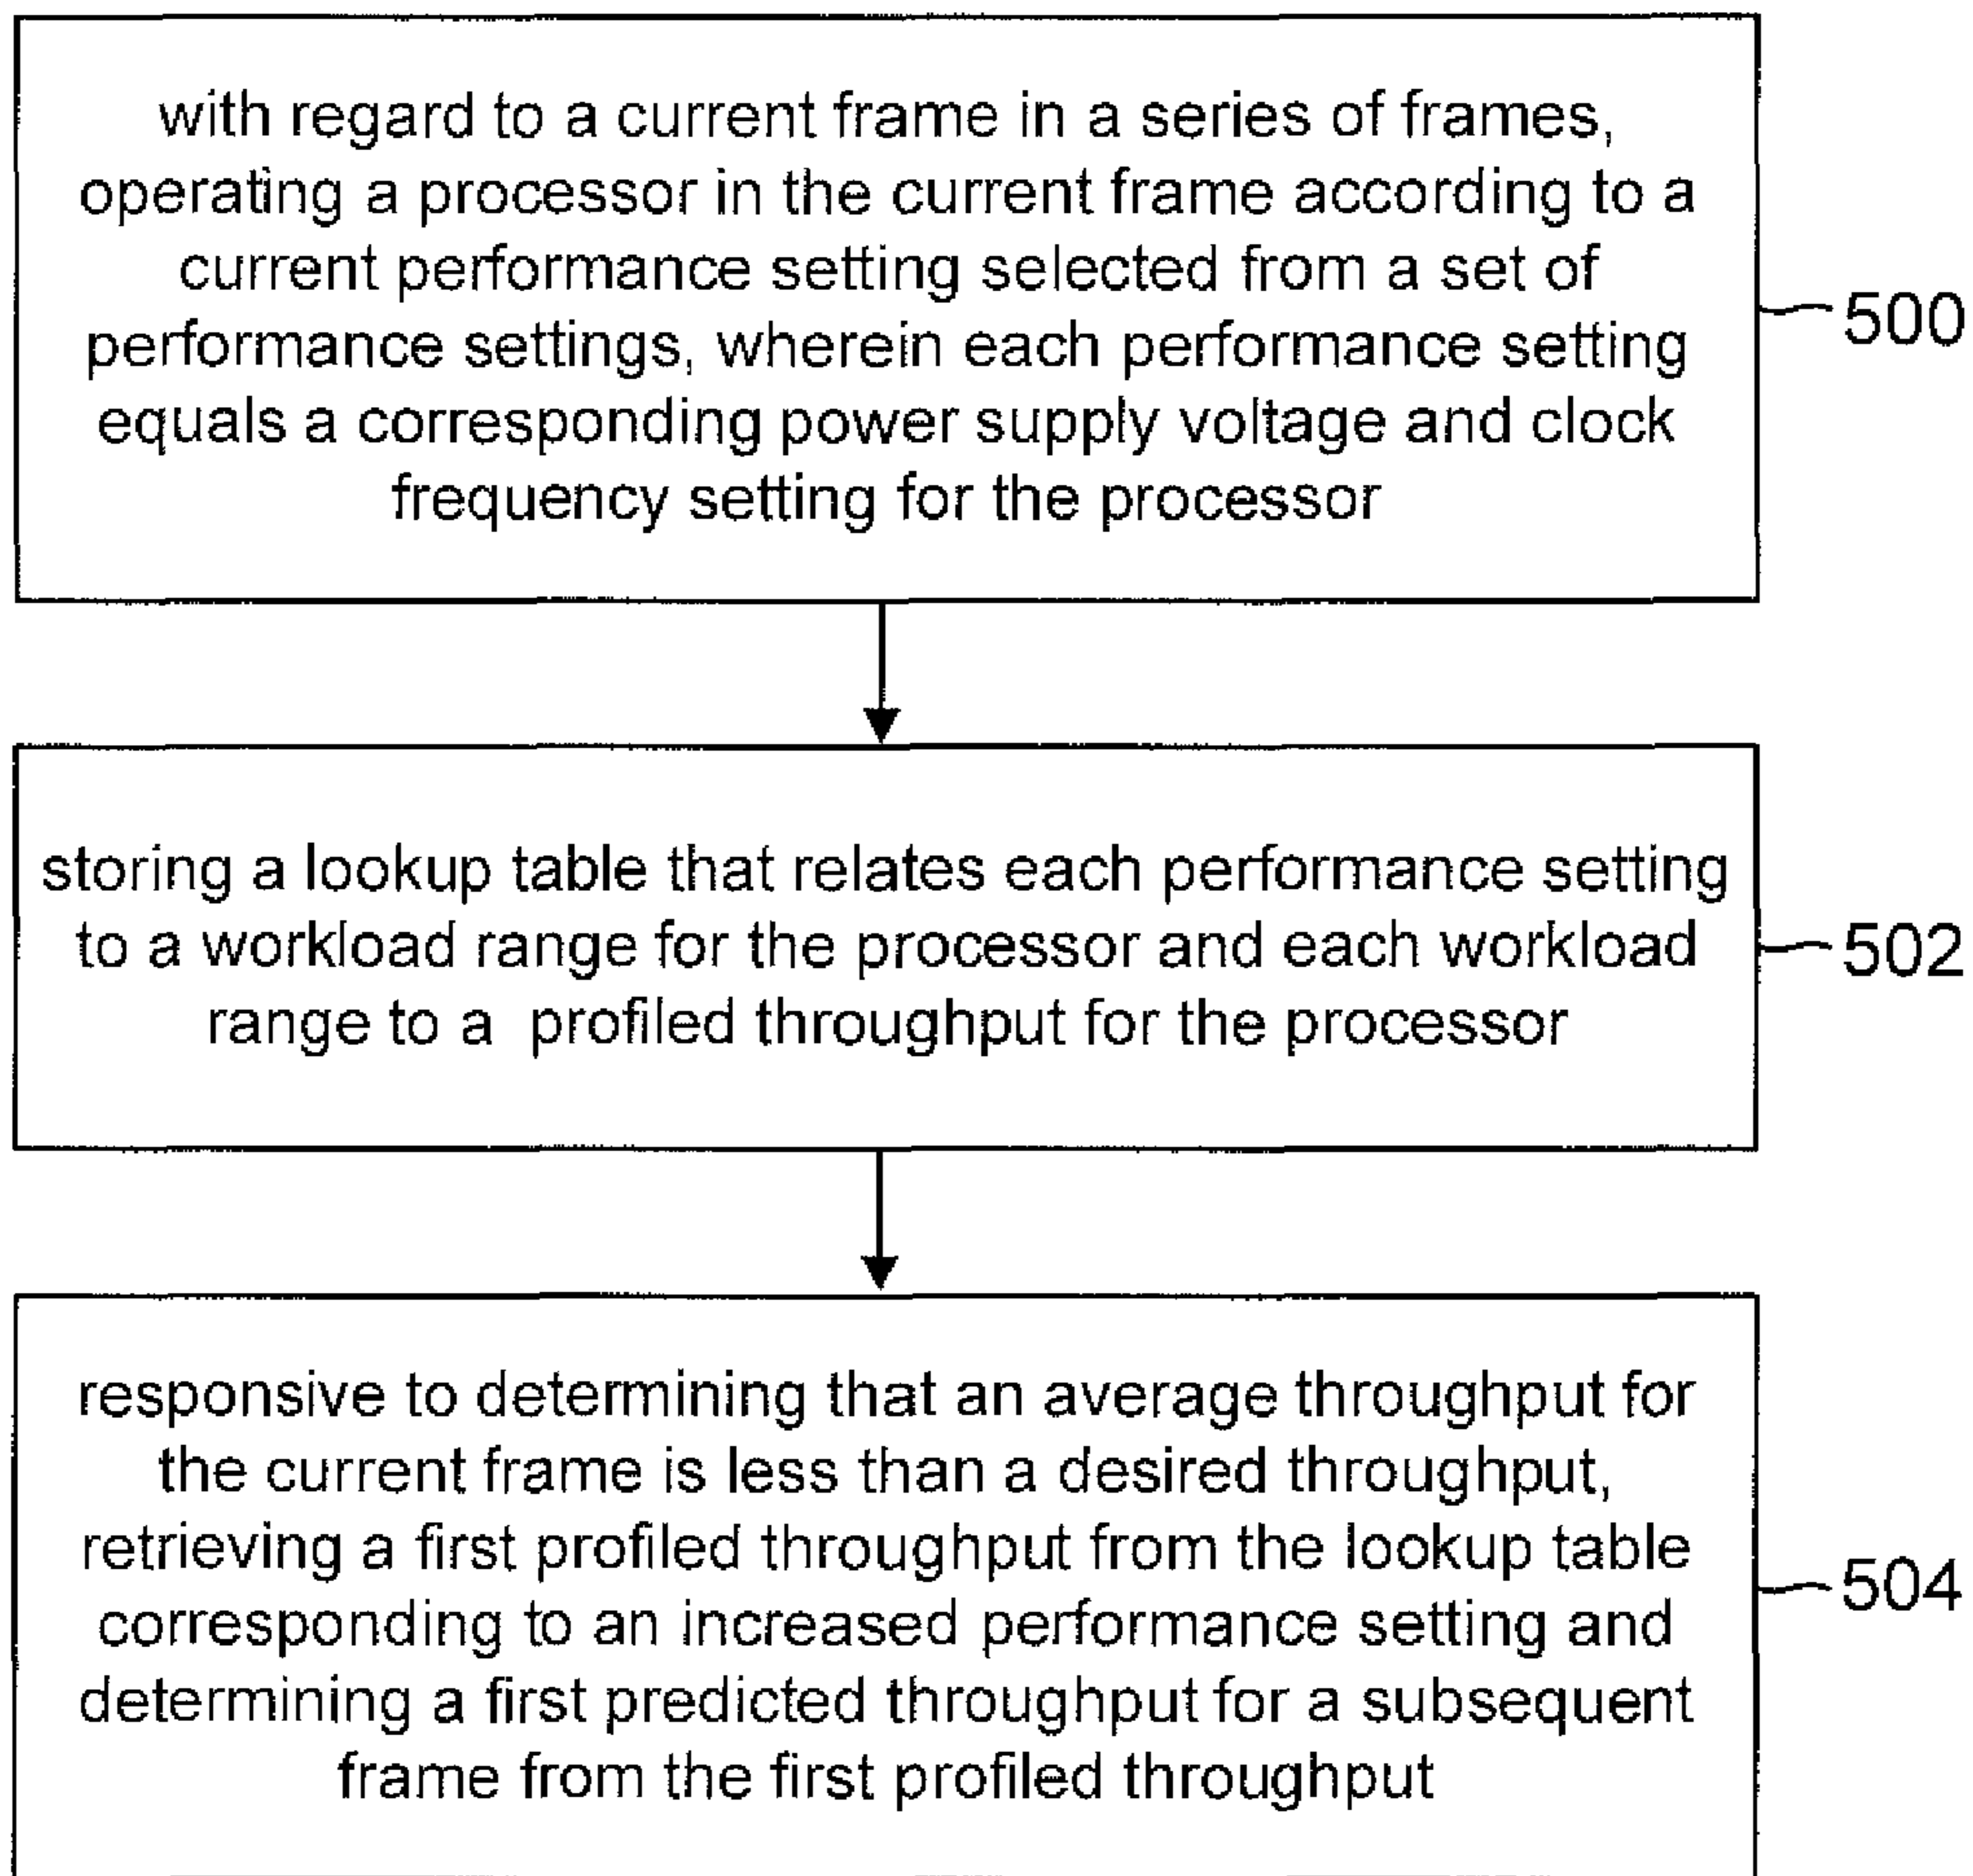 with regard to a current frame in a series of frames,
operating a processor in the current frame according to a
current performance setting selected from a set of
performance settings, wherein each performance setting
equals a corresponding power supply voltage and clock
frequency setting for the processor
500
storing a lookup table that relates each performance setting
to a workload range for the processor and each workload
range to a profiled throughput for the processor
502
responsive to determining that an average throughput for
the current frame is less than a desired throughput,
retrieving a first profiled throughput from the lookup table
corresponding to an increased performance setting and
determining a first predicted throughput for a subsequent
frame from the first profiled throughput
504